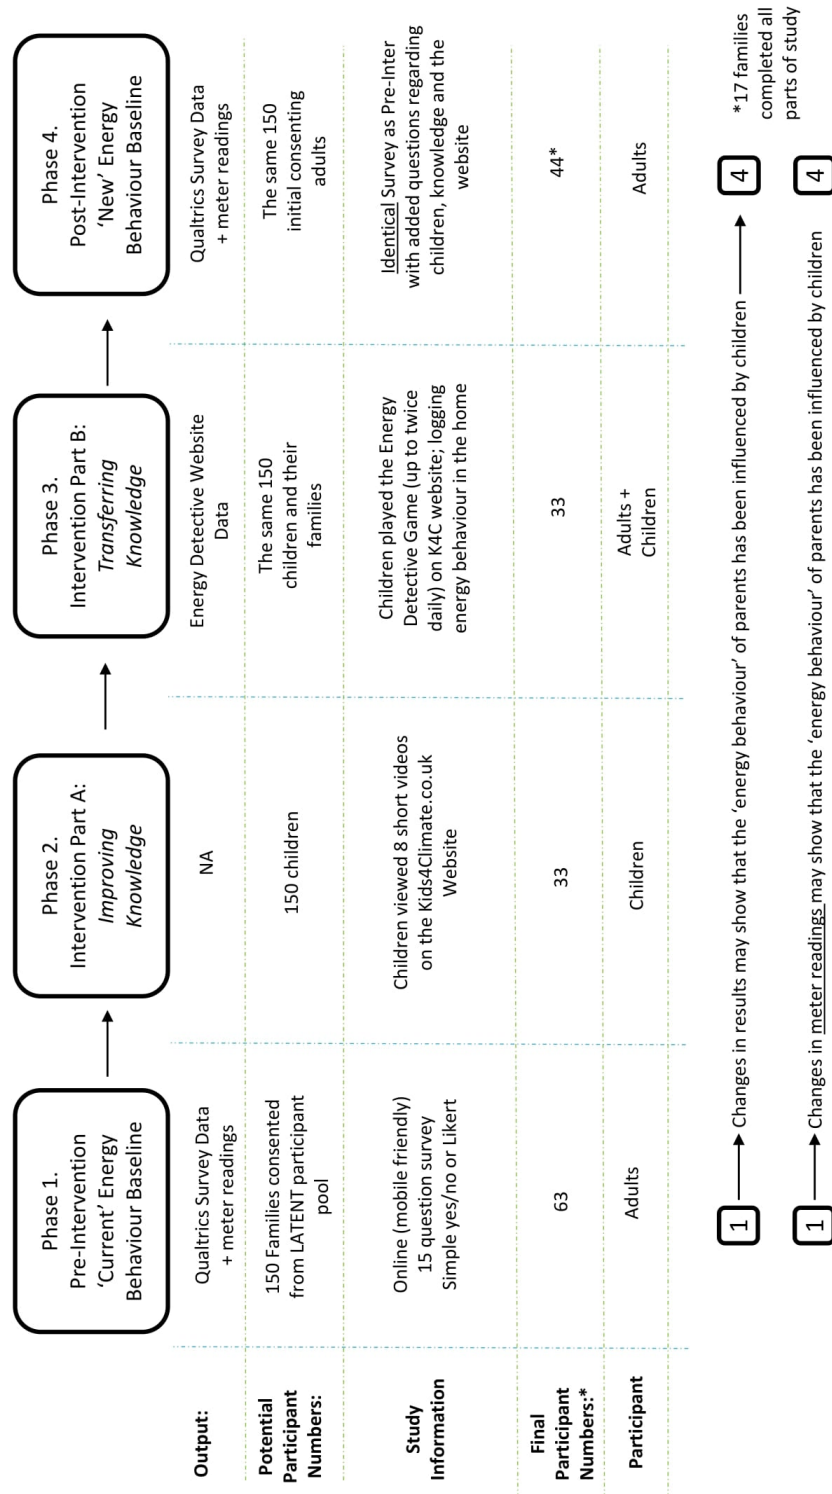 Phase 1.
Pre-Intervention
‘Current’ Energy
Behaviour Baseline
Phase 2.
Intervention Part A:
Improving
Knowledge
Phase 3.
Intervention Part B:
Transferring
Knowledge
Phase 4.
Post-Intervention
‘New’ Energy
Behaviour Baseline
Output:
Qualtrics Survey Data
+ meter readings
NA
Energy Detective Website
Data
Qualtrics Survey Data
+ meter readings
Potential
Participant
Numbers:
150 Families consented
from LATENT participant
pool
150 children
The same 150
children and their
families
The same 150
initial consenting
adults
Study
Information
Online (mobile friendly)
15 question survey
Simple yes/no or Likert
Children viewed 8 short videos
on the Kids4Climate.co.uk
Website
Children played the Energy
Detective Game (up to twice
daily) on K4C website; logging
energy behaviour in the home
Identical Survey as Pre-Inter
with added questions regarding
children, knowledge and the
website
Final
Participant
Numbers:*
63
33
33
44*
Participant
Adults
Children
Adults +
Children
Adults
1 Changes in results may show that the ‘energy behaviour’ of parents has been influenced by children 4
*17 families
completed all
parts of study
1 Changes in meter readings may show that the ‘energy behaviour’ of parents has been influenced by children 4